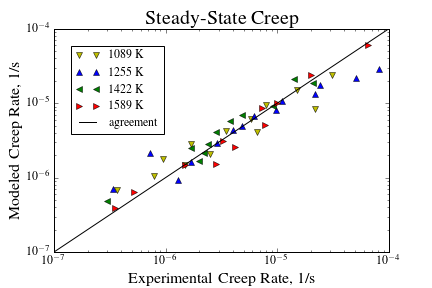 Steady-State Creep
Modeled Creep Rate, 1/s
10⁻⁴
10⁻⁵
10⁻⁶
10⁻⁷
1089 K
1255 K
1422 K
1589 K
agreement
10⁻⁷ 10⁻⁶ 10⁻⁵ 10⁻⁴
Experimental Creep Rate, 1/s